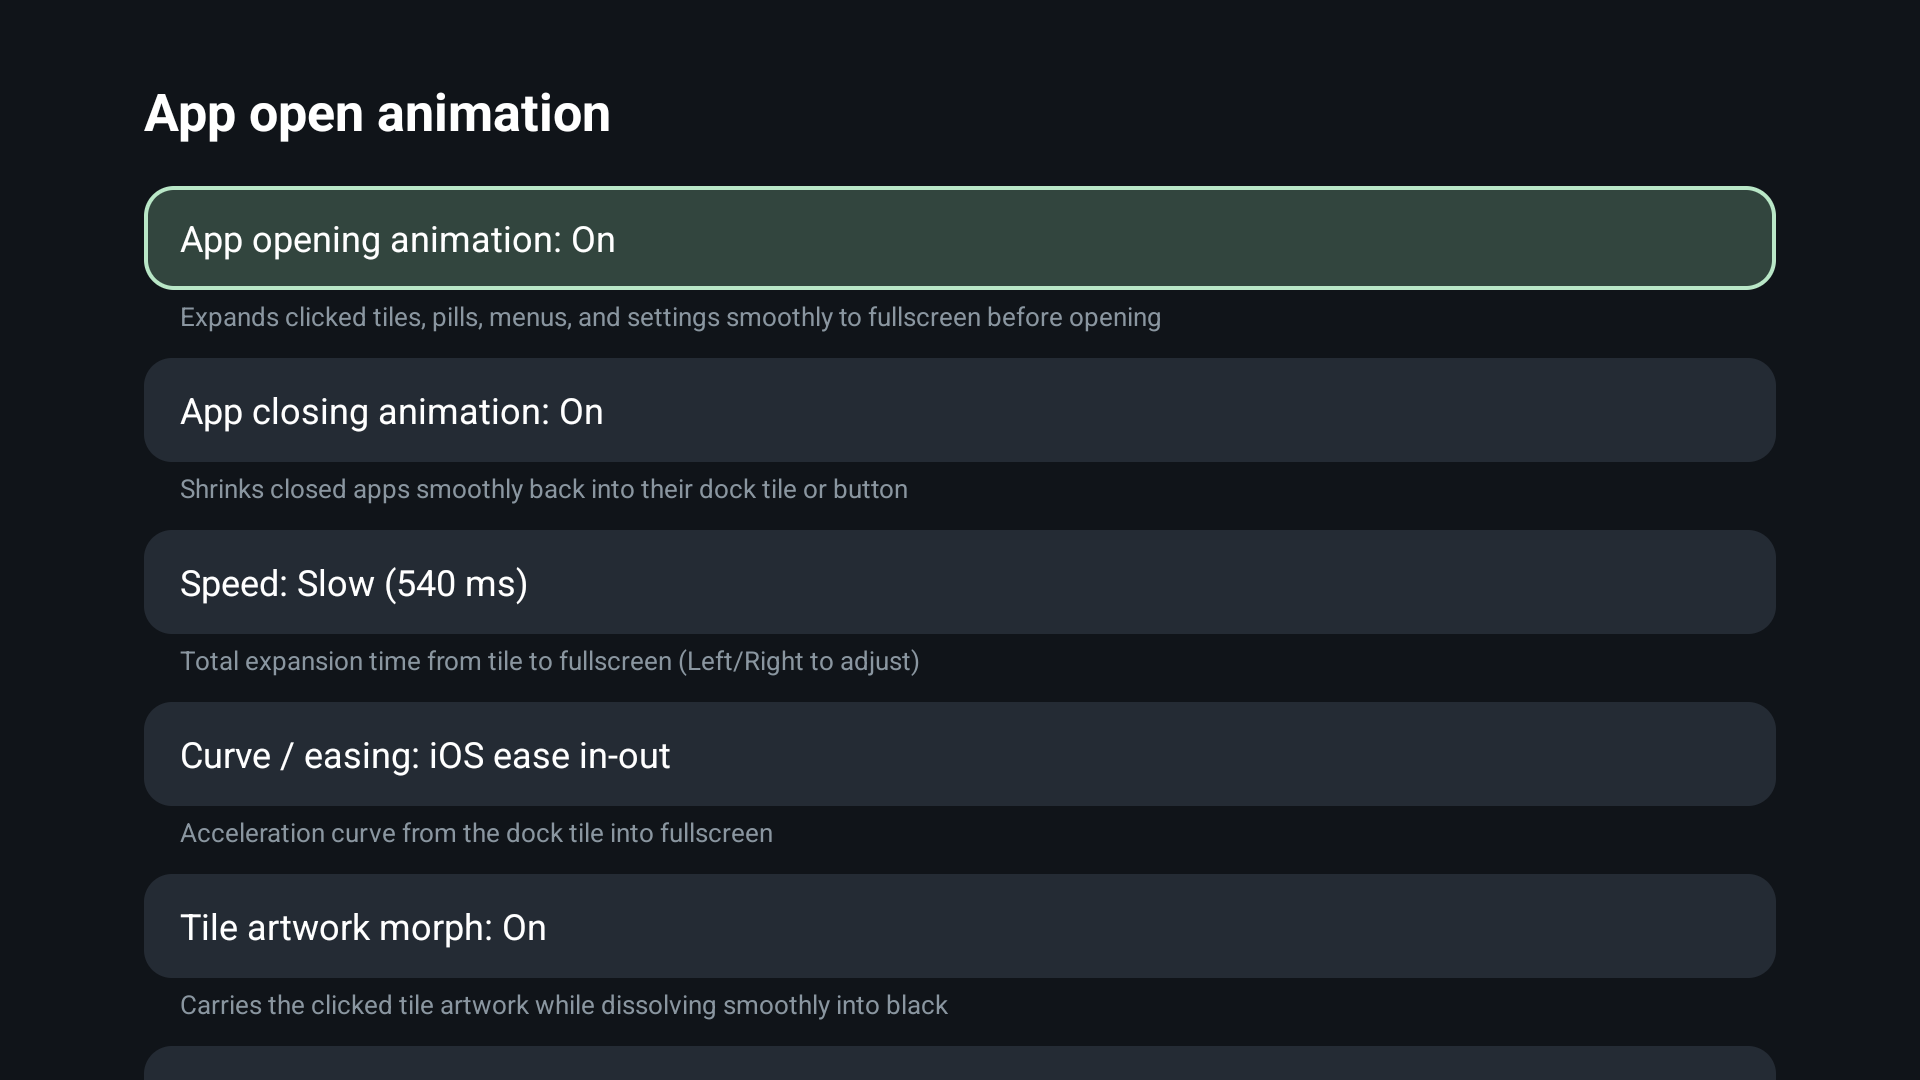 App open animation
App opening animation: On
Expands clicked tiles, pills, menus, and settings smoothly to fullscreen before opening
App closing animation: On
Shrinks closed apps smoothly back into their dock tile or button
Speed: Slow (540 ms)
Total expansion time from tile to fullscreen (Left/Right to adjust)
Curve / easing: iOS ease in-out
Acceleration curve from the dock tile into fullscreen
Tile artwork morph: On
Carries the clicked tile artwork while dissolving smoothly into black